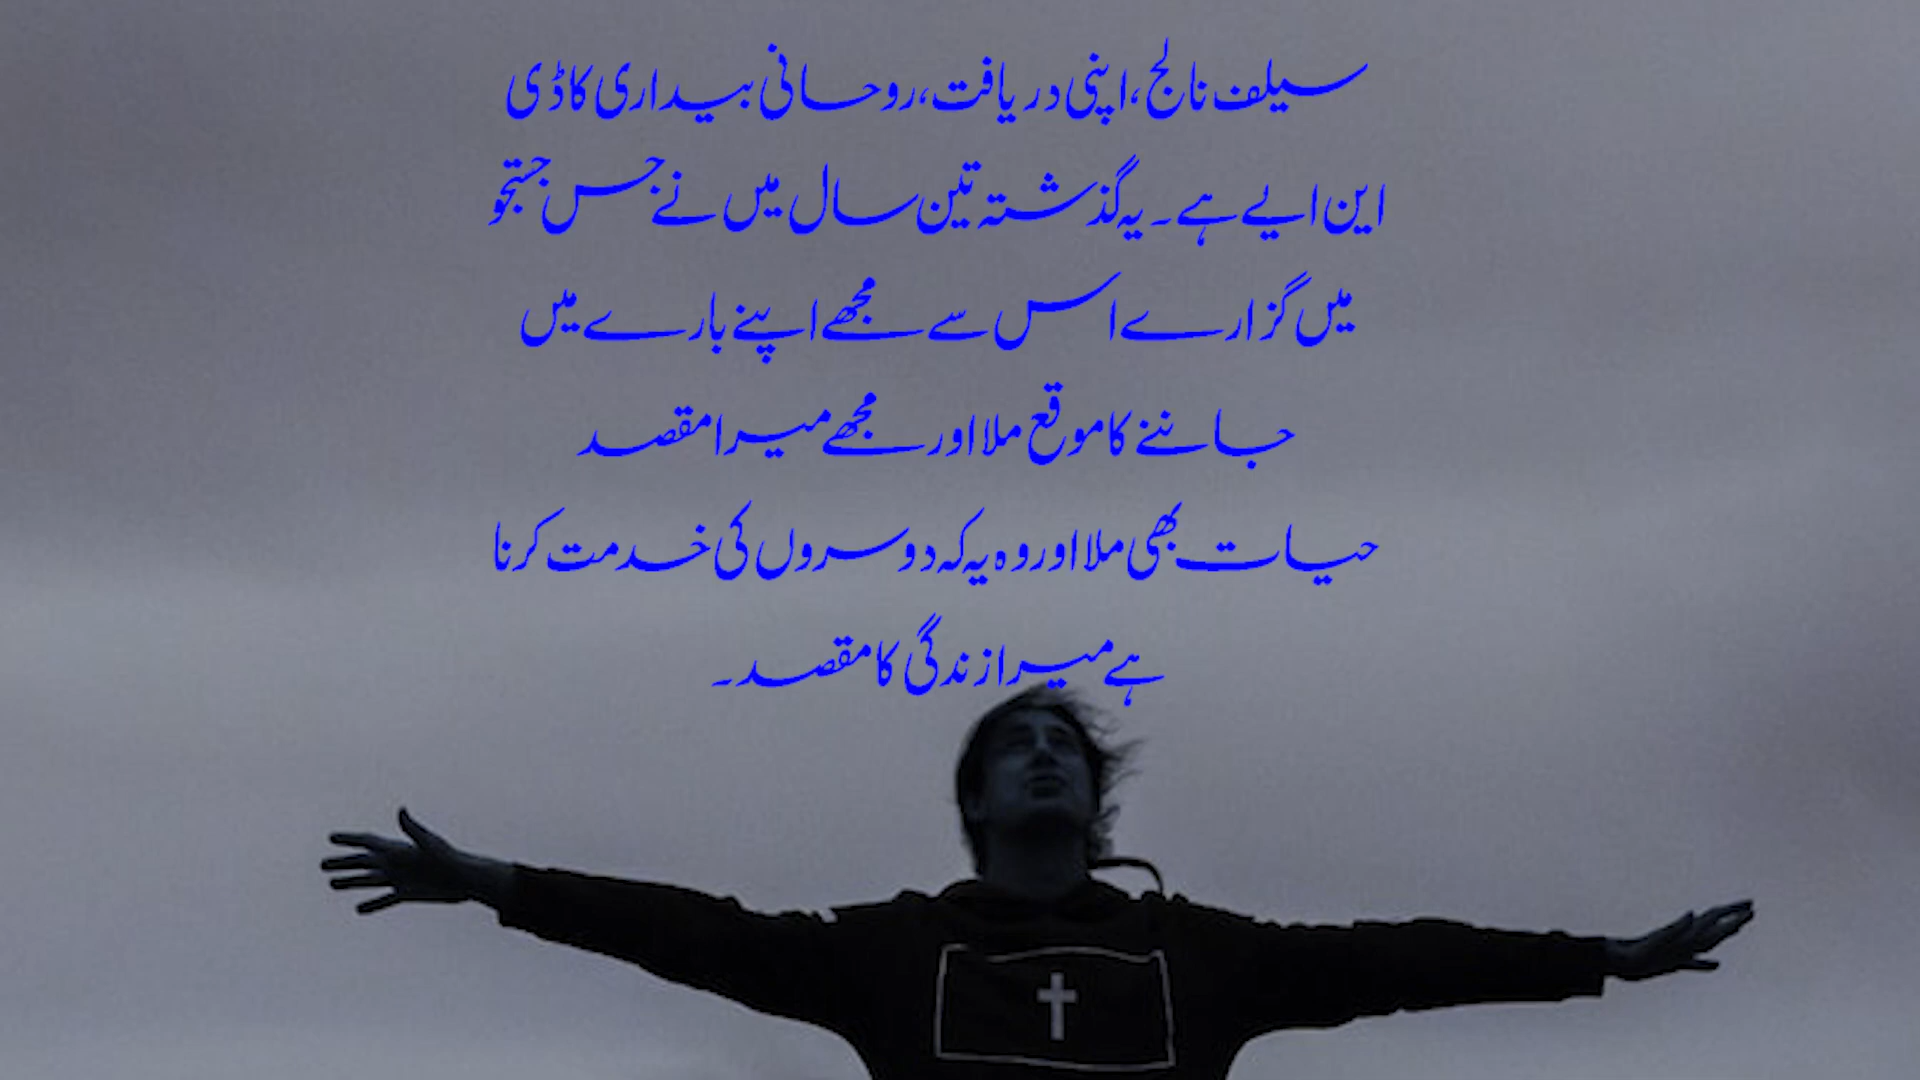 سیلف نالج، اپنی دریافت، روحانی بیداری کا ڈی
این ایے ہے۔ یہ گذشتہ تین سال میں نے جس جستجو
میں گزارے اس سے مجھے اپنے بارے میں
جاننے کا موقع ملا اور مجھے میرا مقصد
حیات بھی ملا اور وہ یہ کہ دوسروں کی خدمت کرنا
ہے میرا زندگی کا مقصد۔